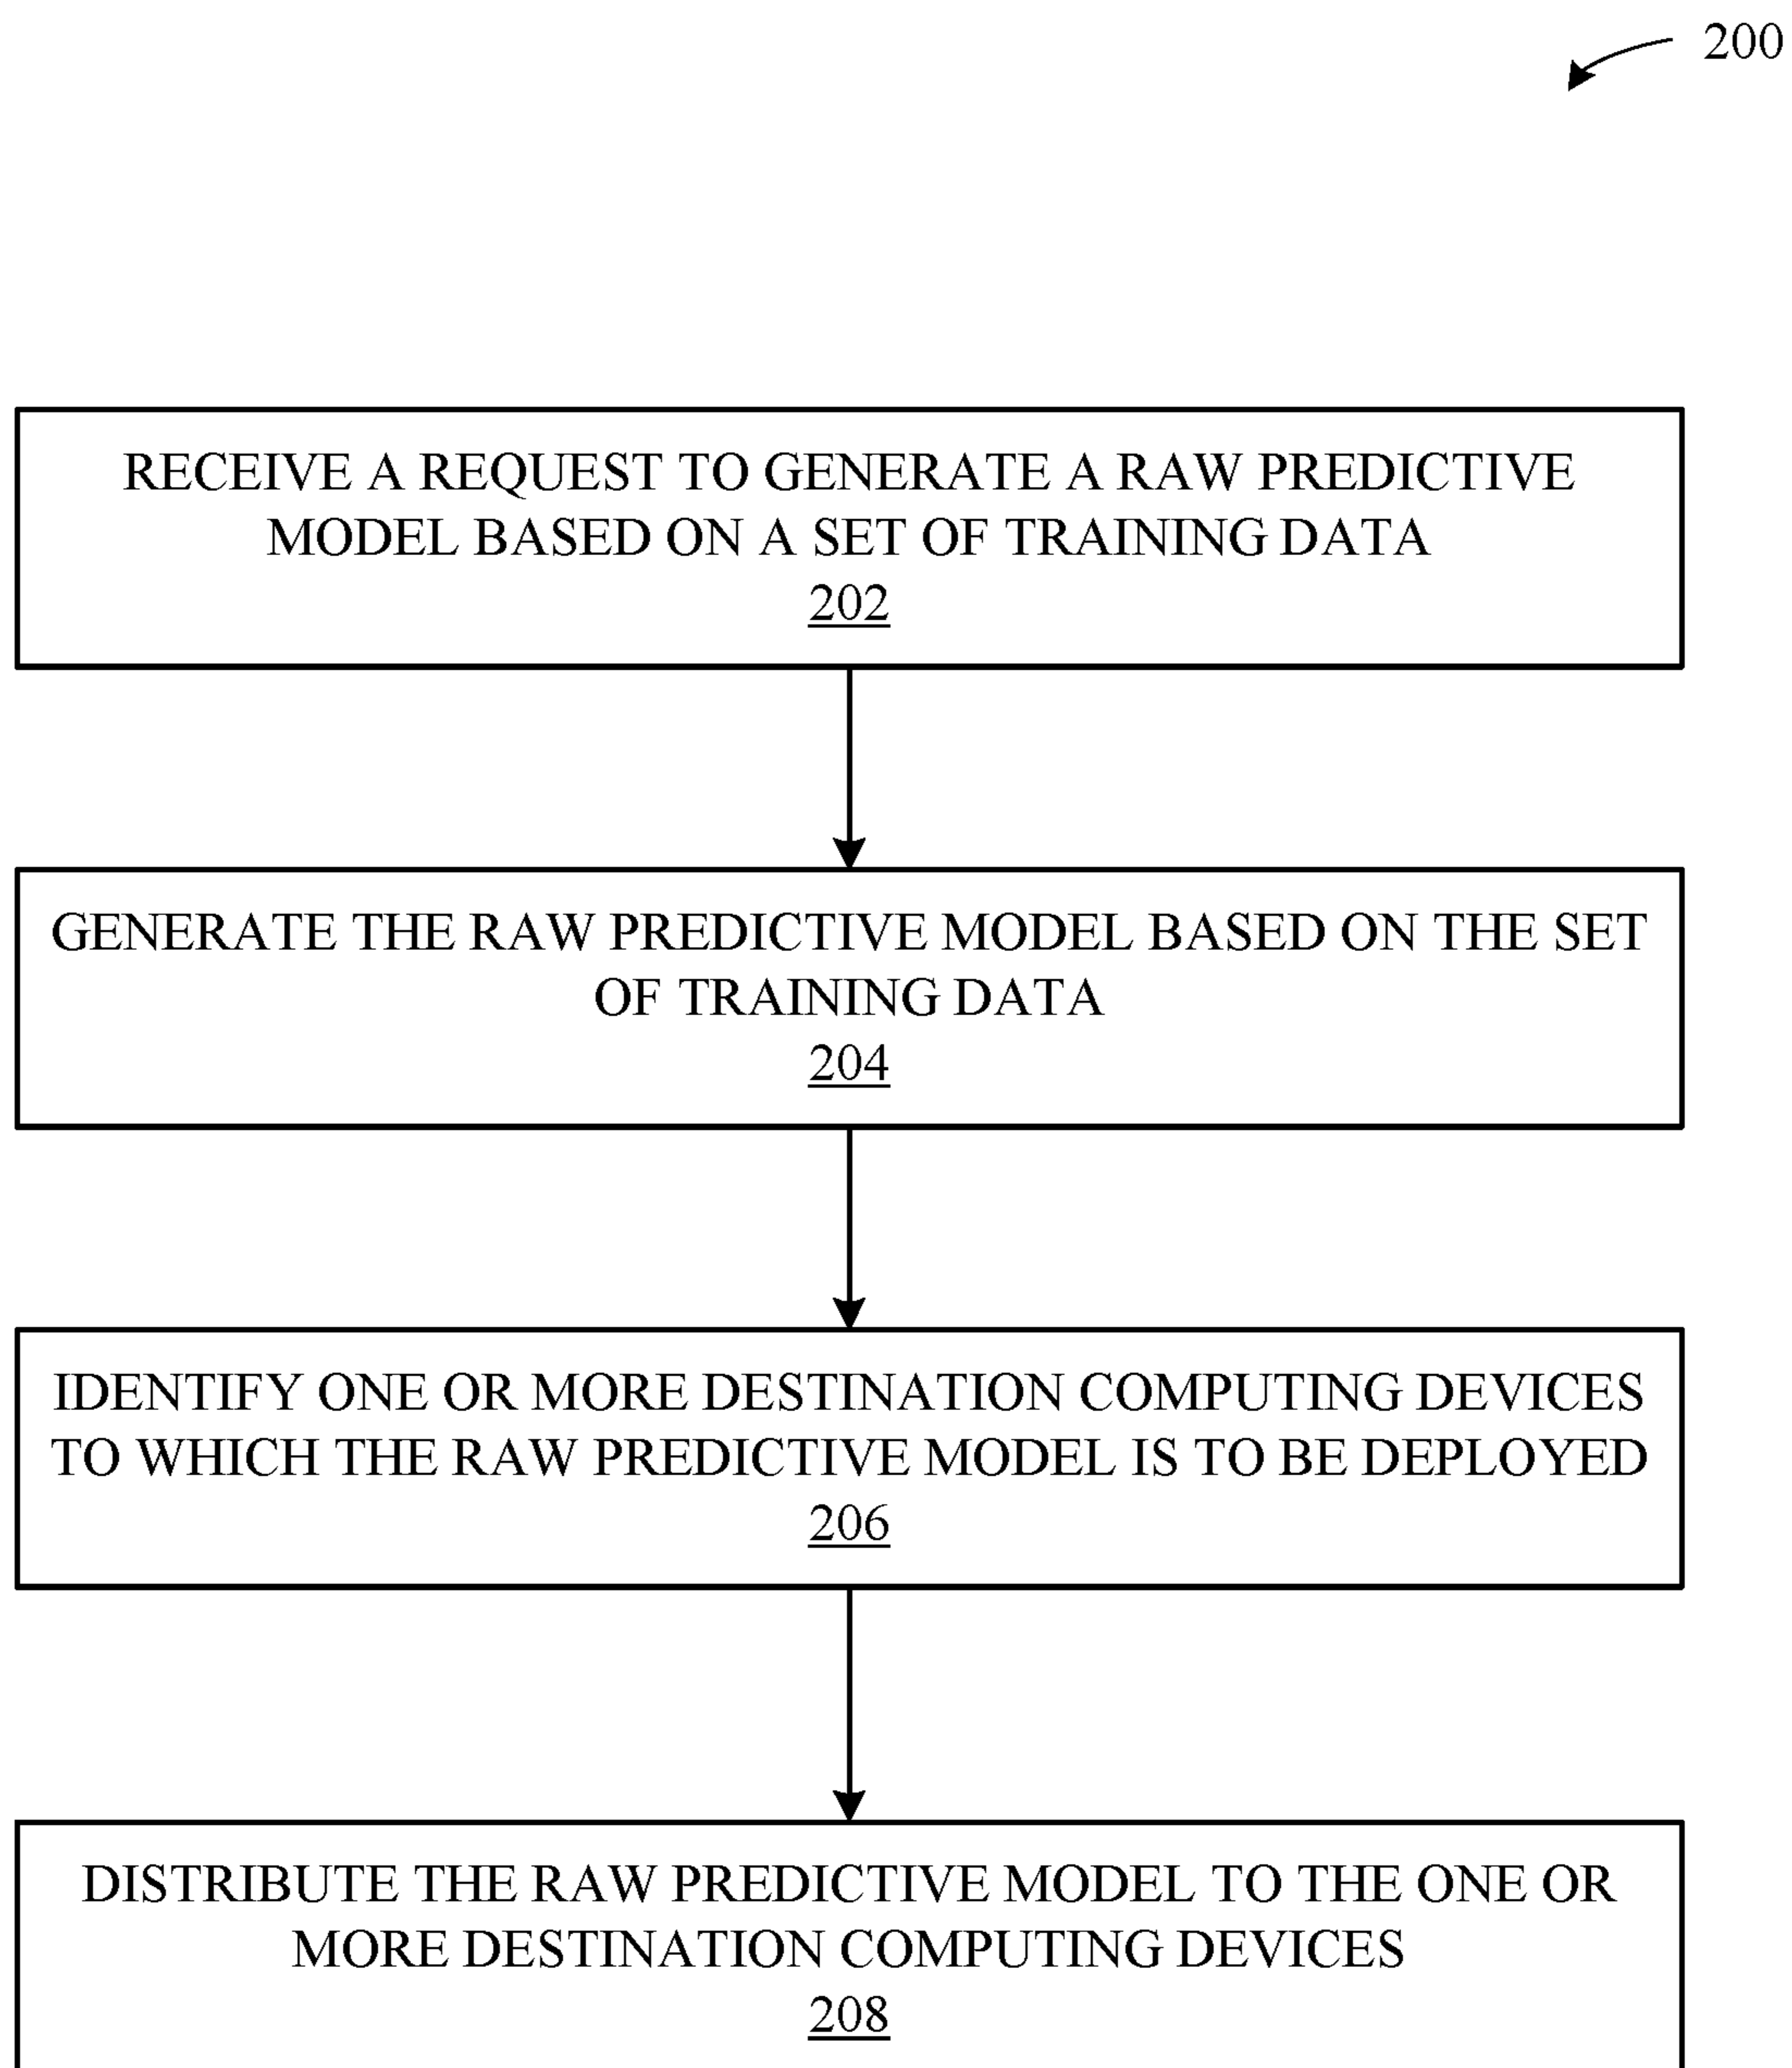 200
RECEIVE A REQUEST TO GENERATE A RAW PREDICTIVE
MODEL BASED ON A SET OF TRAINING DATA
202
GENERATE THE RAW PREDICTIVE MODEL BASED ON THE SET
OF TRAINING DATA
204
IDENTIFY ONE OR MORE DESTINATION COMPUTING DEVICES
TO WHICH THE RAW PREDICTIVE MODEL IS TO BE DEPLOYED
206
DISTRIBUTE THE RAW PREDICTIVE MODEL TO THE ONE OR
MORE DESTINATION COMPUTING DEVICES
208